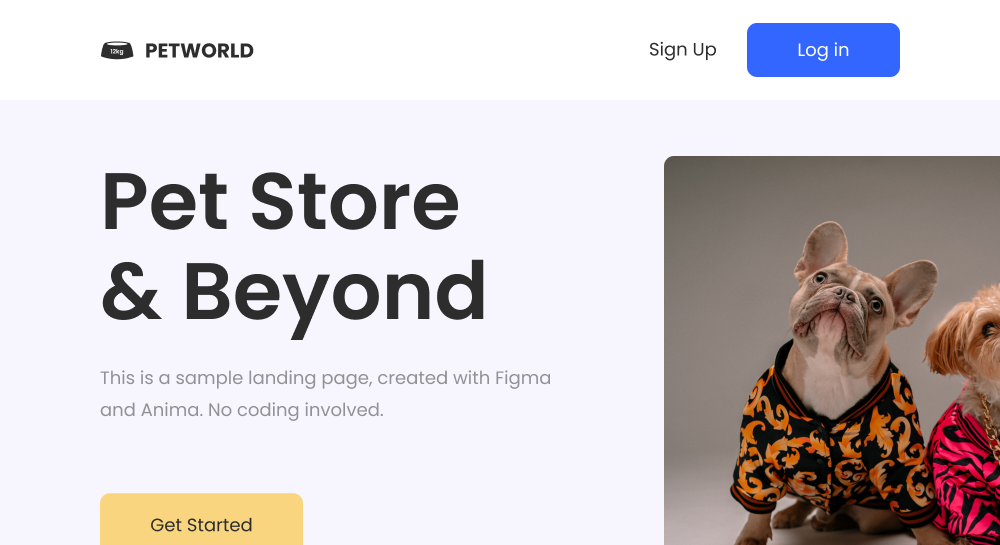 12kg
PETWORLD
Sign Up
Log in
Pet Store
& Beyond
This is a sample landing page, created with Figma
and Anima. No coding involved.
Get Started